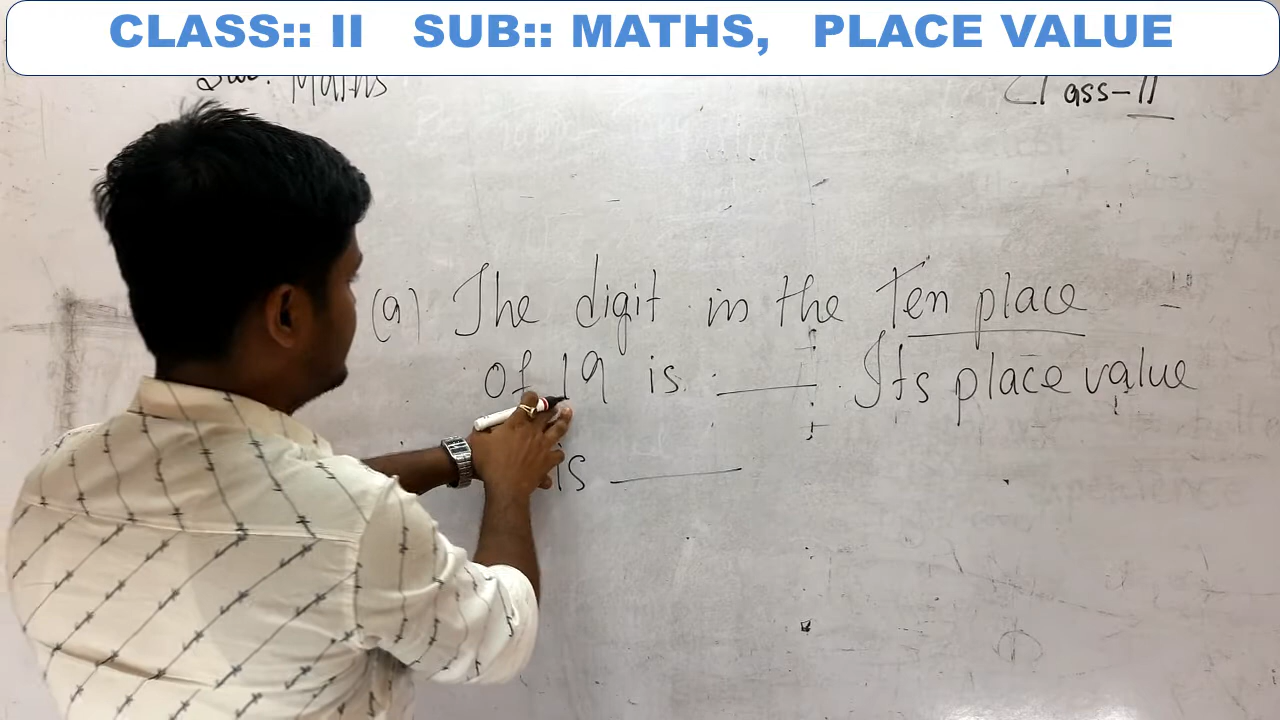 CLASS:: II SUB:: MATHS, PLACE VALUE
Sub: Maths
Class-II
(a) The digit in the Ten place
of 19 is ____. Its place value
is ____